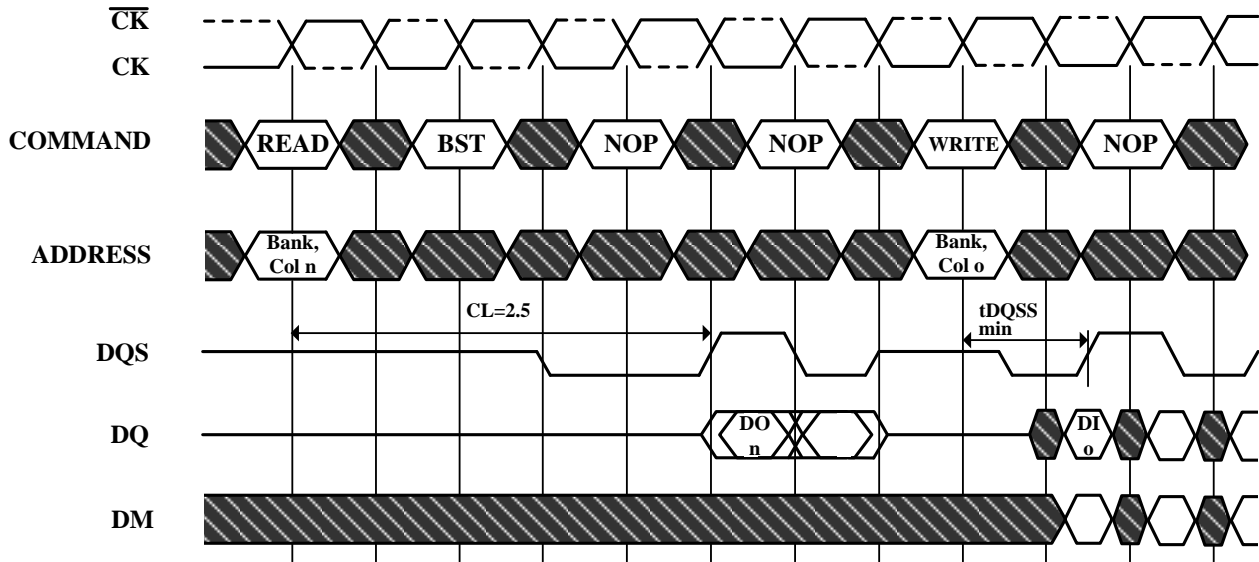 CK
CK
COMMAND
READ
BST
NOP
NOP
WRITE
NOP
ADDRESS
Bank,
Col n
Bank,
Col o
CL=2.5
tDQSS
min
DQS
DQ
DO
n
DI
o
DM